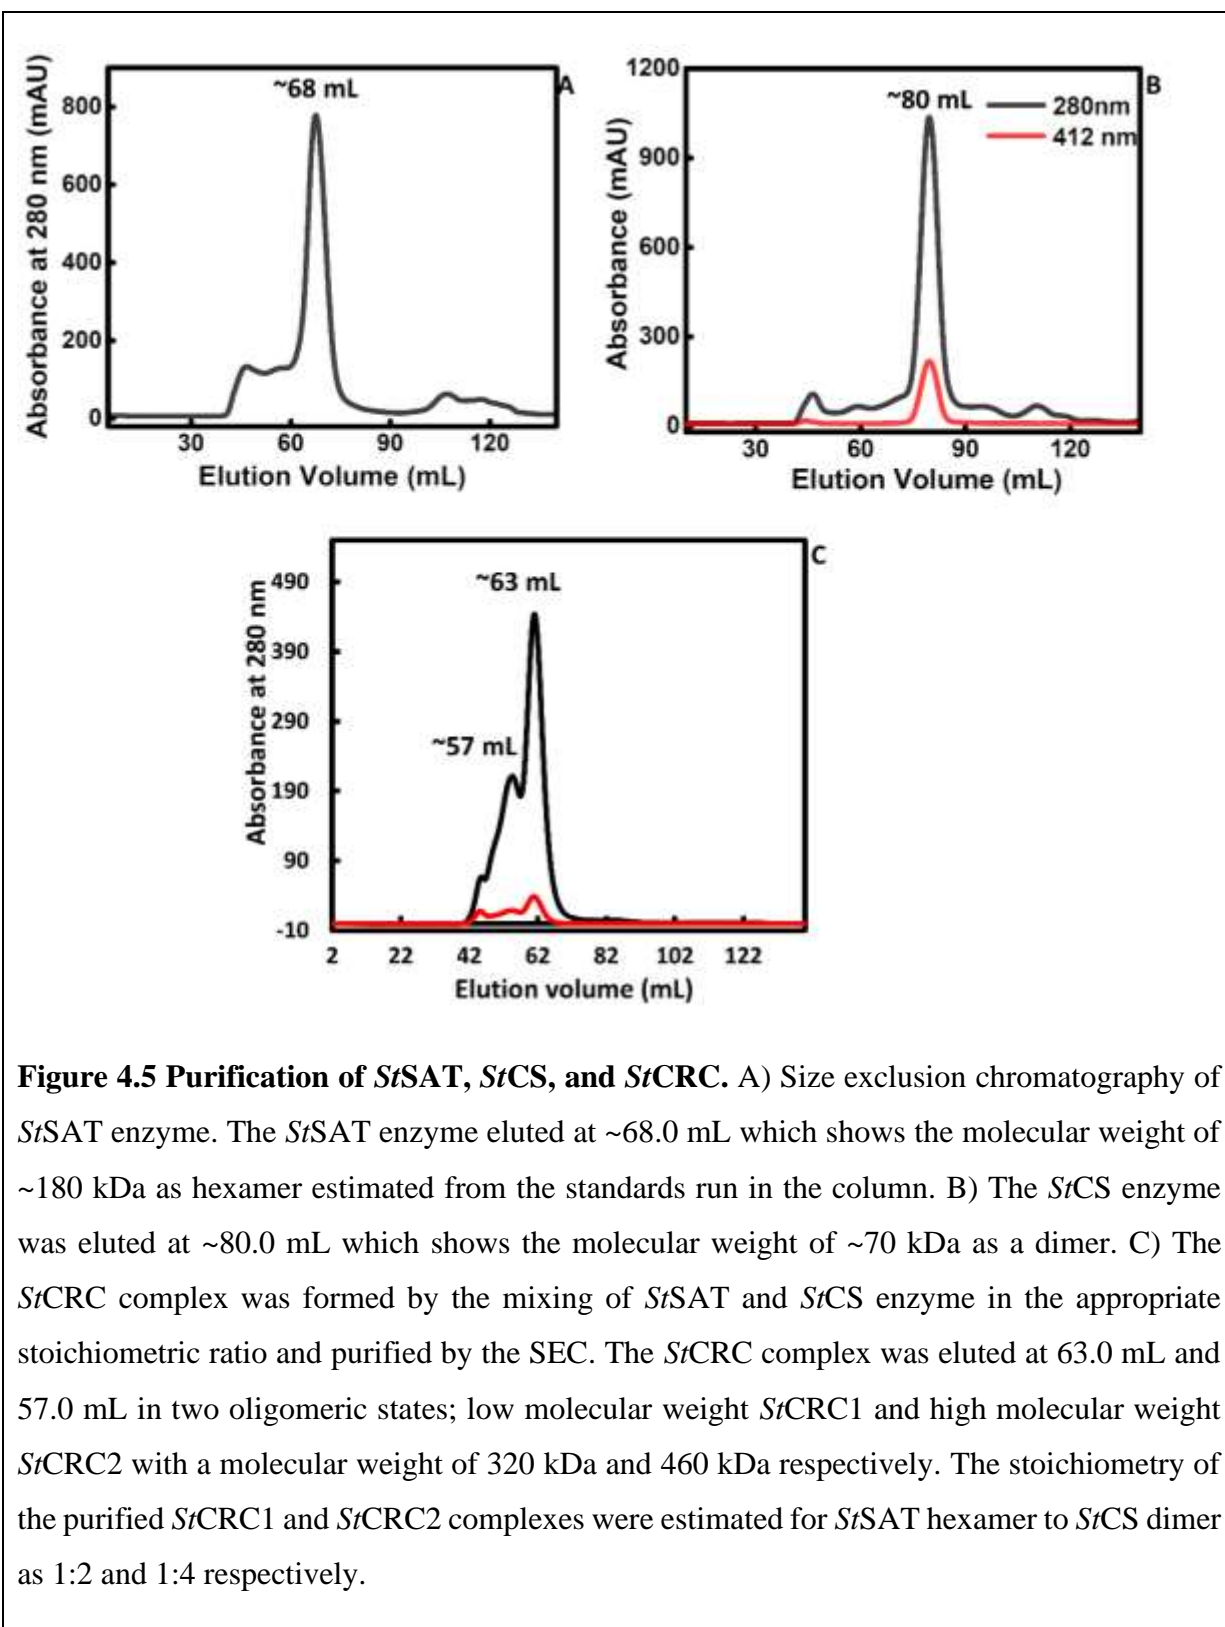 ~68 mL
A
Absorbance at 280 nm (mAU)
800
600
400
200
0
30 60 90 120
Elution Volume (mL)
~80 mL
280nm
412 nm
B
Absorbance (mAU)
1200
900
600
300
0
30 60 90 120
Elution Volume (mL)
~63 mL
~57 mL
C
Absorbance at 280 nm
490
390
290
190
90
-10
2 22 42 62 82 102 122
Elution volume (mL)
Figure 4.5 Purification of StSAT, StCS, and StCRC. A) Size exclusion chromatography of
StSAT enzyme. The StSAT enzyme eluted at ~68.0 mL which shows the molecular weight of
~180 kDa as hexamer estimated from the standards run in the column. B) The StCS enzyme
was eluted at ~80.0 mL which shows the molecular weight of ~70 kDa as a dimer. C) The
StCRC complex was formed by the mixing of StSAT and StCS enzyme in the appropriate
stoichiometric ratio and purified by the SEC. The StCRC complex was eluted at 63.0 mL and
57.0 mL in two oligomeric states; low molecular weight StCRC1 and high molecular weight
StCRC2 with a molecular weight of 320 kDa and 460 kDa respectively. The stoichiometry of
the purified StCRC1 and StCRC2 complexes were estimated for StSAT hexamer to StCS dimer
as 1:2 and 1:4 respectively.